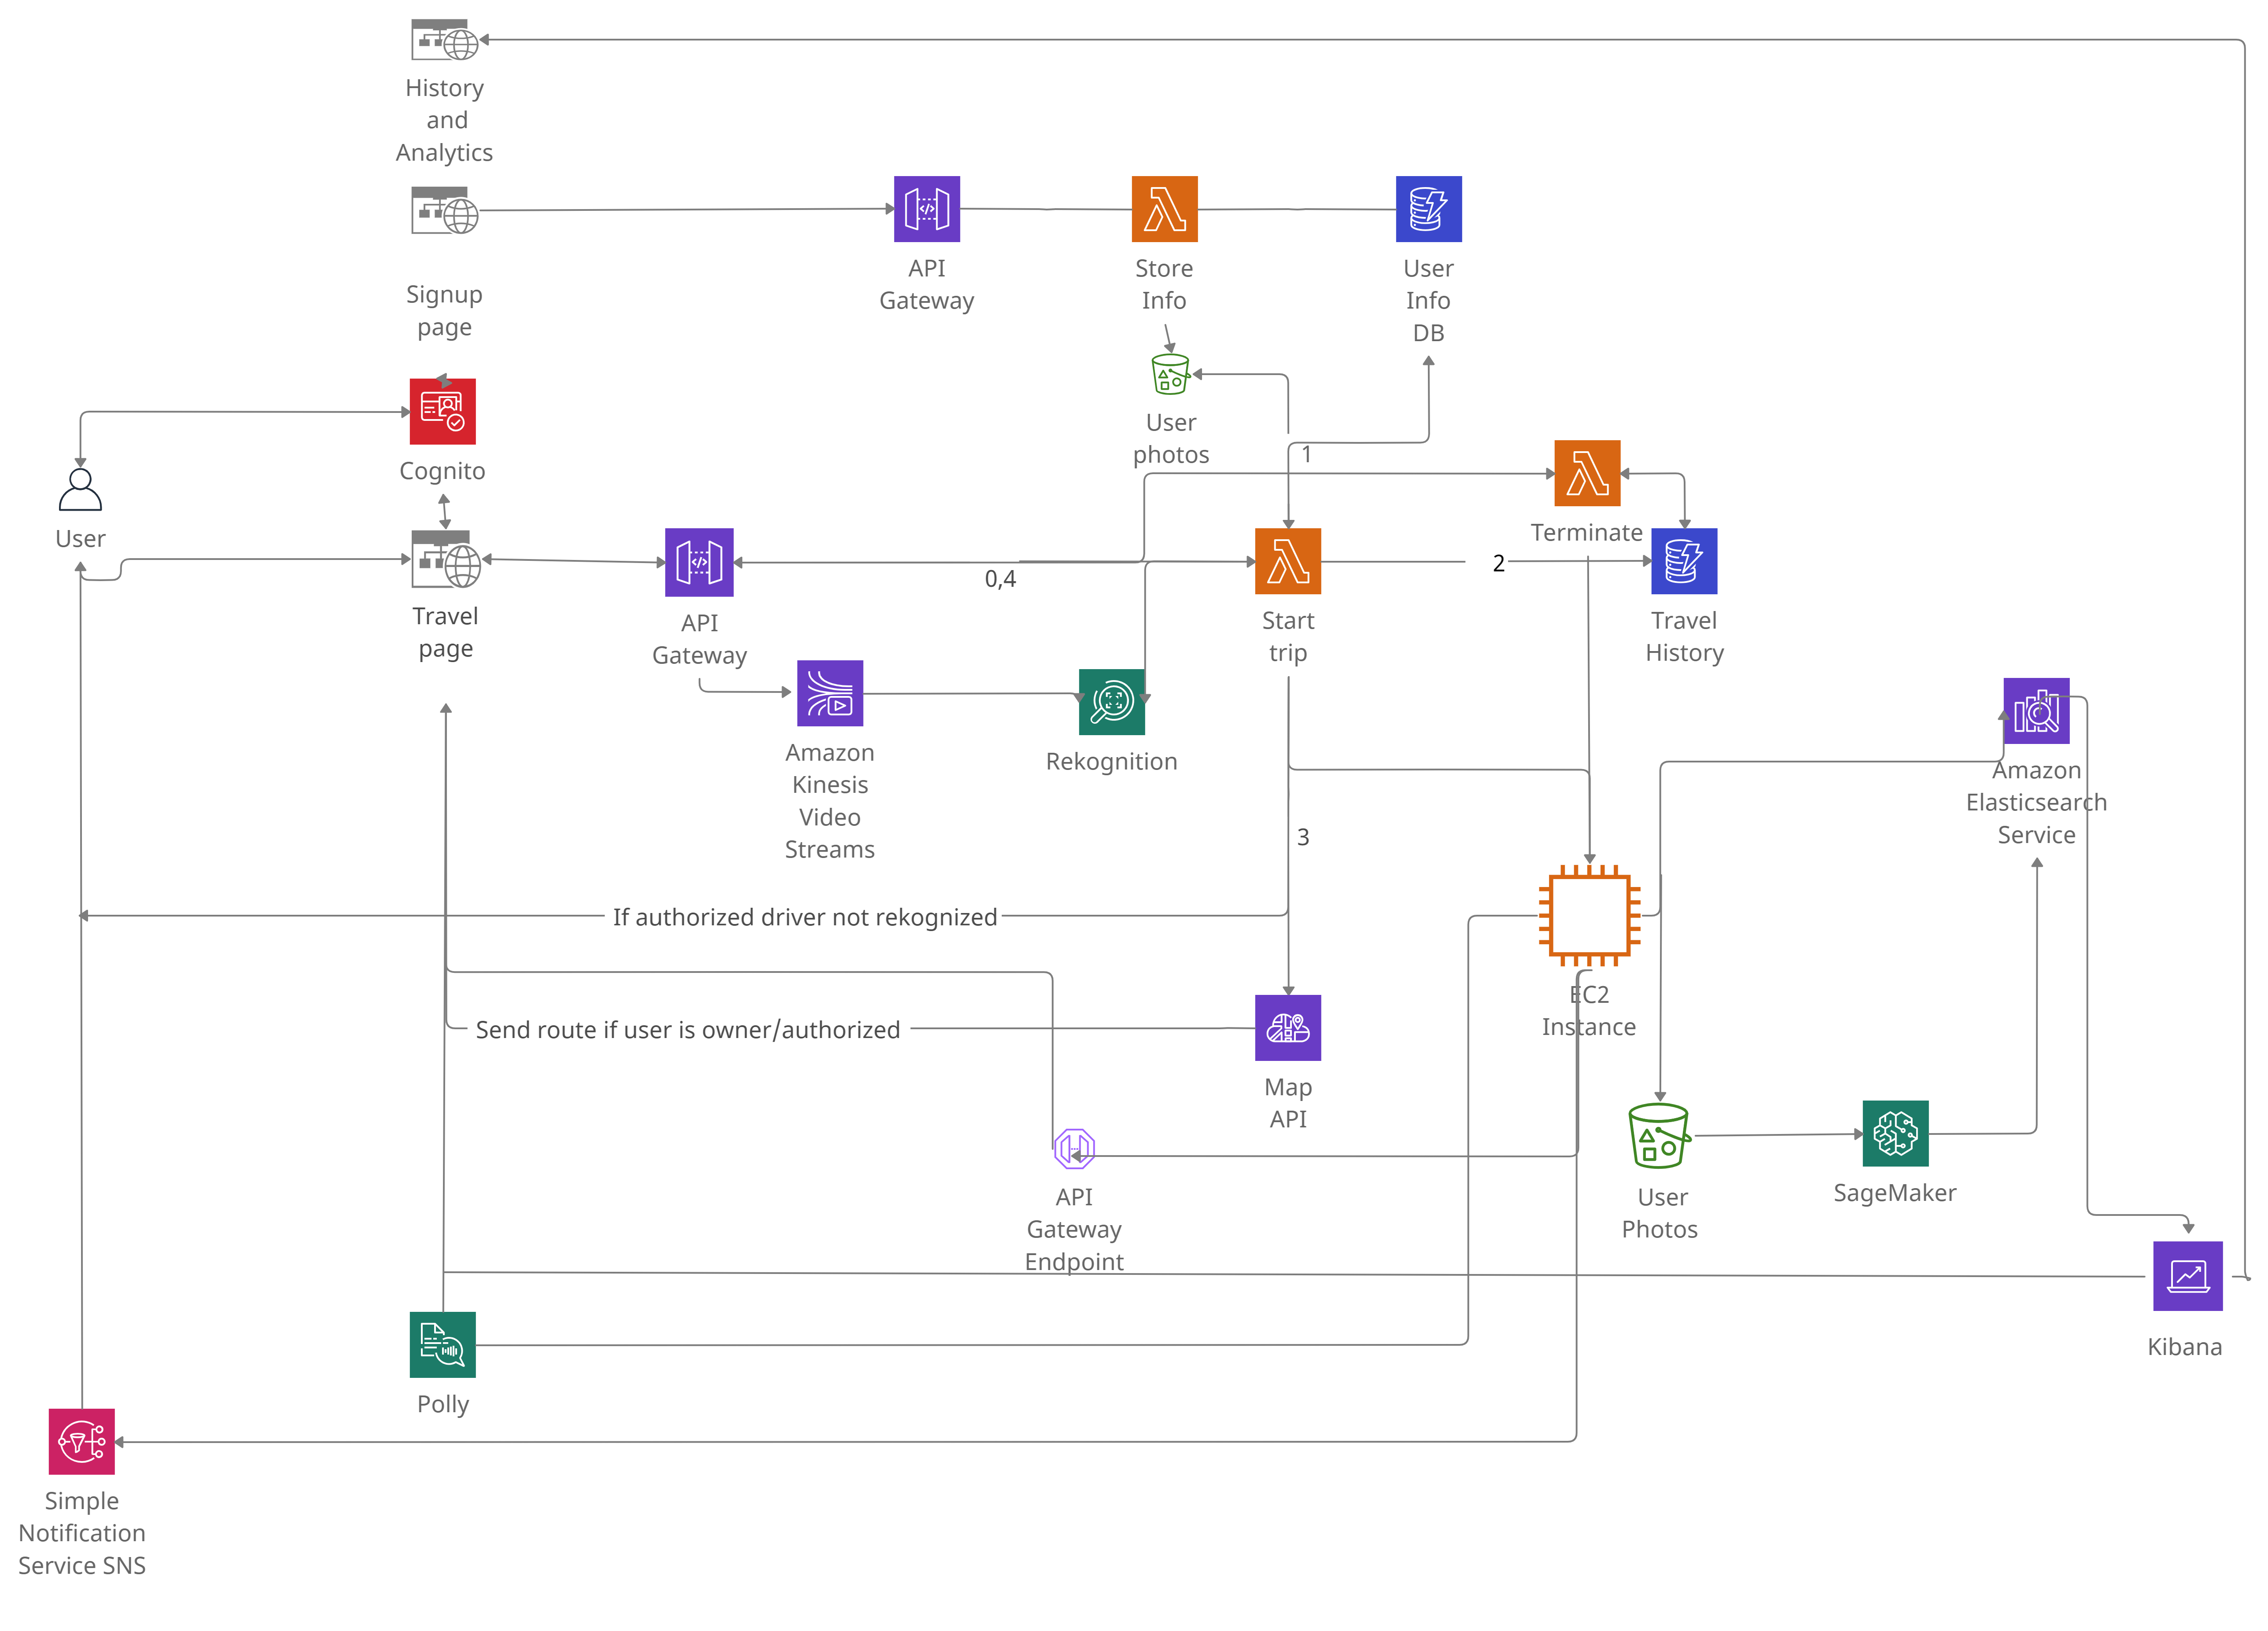 History
and
Analytics
Signup
page
API
Gateway
Store
Info
User
Info
DB
User
photos
Cognito
1
User
Terminate
2
0,4
Travel
page
API
Gateway
Start
trip
Travel
History
Amazon
Kinesis
Video
Streams
Rekognition
Amazon
Elasticsearch
Service
3
If authorized driver not rekognized
EC2
Instance
Send route if user is owner/authorized
Map
API
API
Gateway
Endpoint
User
Photos
SageMaker
Kibana
Polly
Simple
Notification
Service SNS